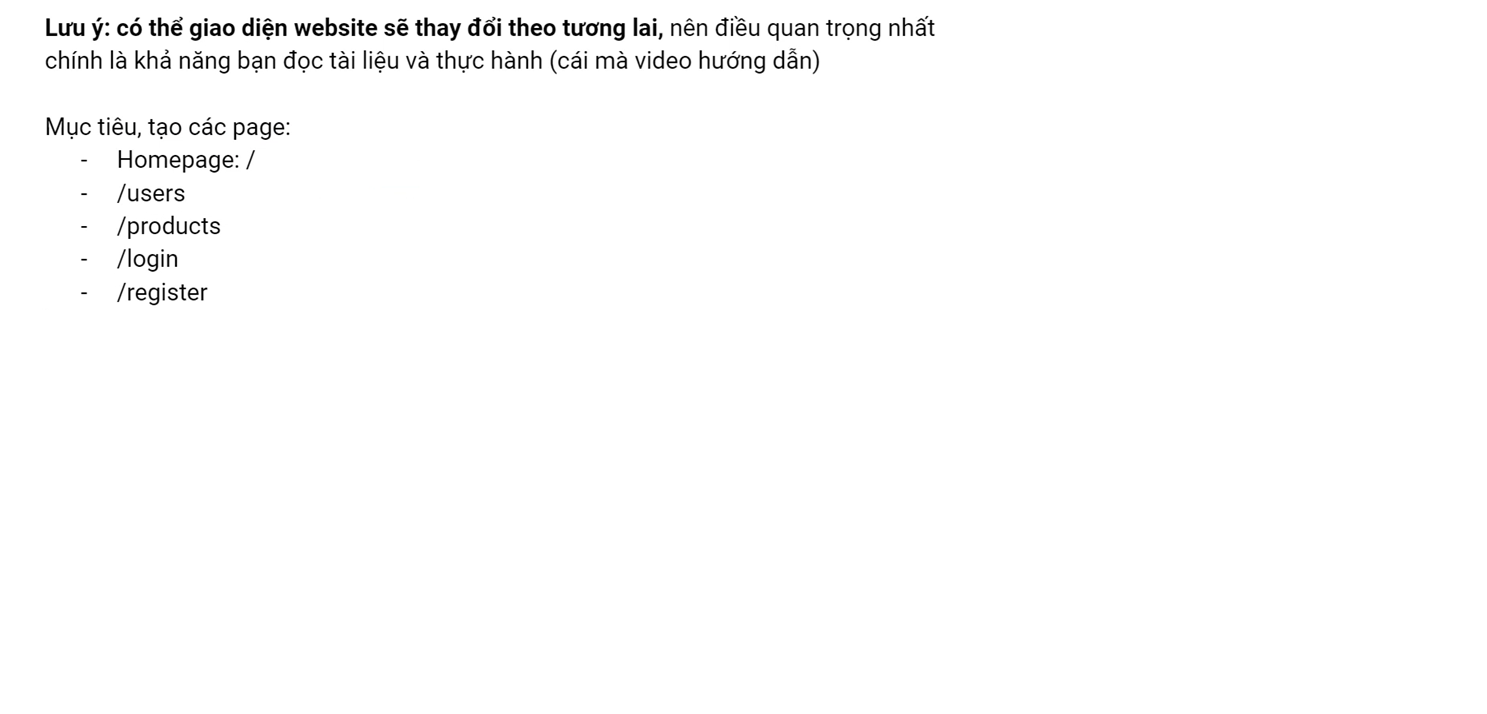 Lưu ý: có thể giao diện website sẽ thay đổi theo tương lai, nên điều quan trọng nhất
chính là khả năng bạn đọc tài liệu và thực hành (cái mà video hướng dẫn)
Mục tiêu, tạo các page:
- Homepage: /
- /users
- /products
- /login
- /register